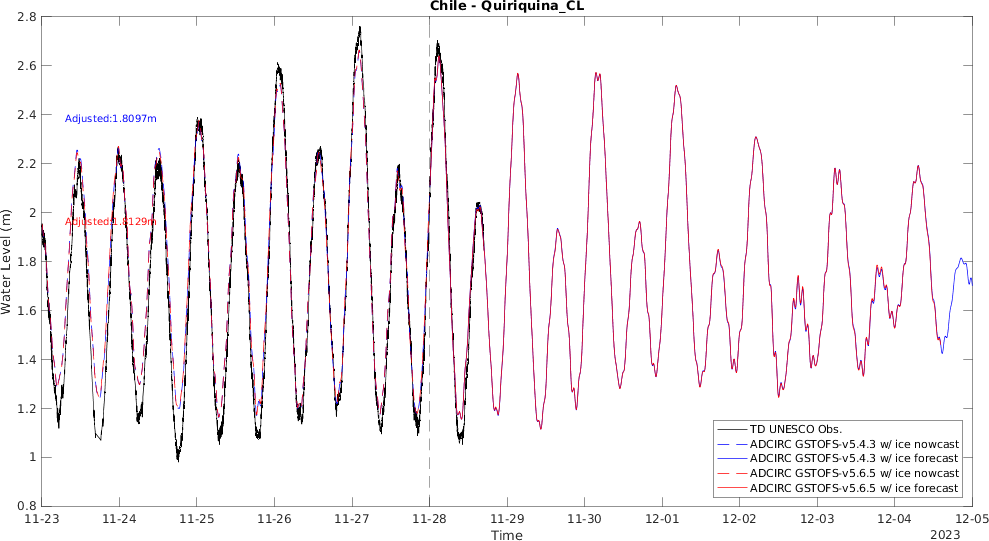 Chile - Quiriquina_CL
Water Level (m)
2.8
2.6
2.4
2.2
2
1.8
1.6
1.4
1.2
1
0.8
Adjusted:1.8097m
Adjusted:1.8129m
TD UNESCO Obs.
ADCIRC GSTOFS-v5.4.3 w/ ice nowcast
ADCIRC GSTOFS-v5.4.3 w/ ice forecast
ADCIRC GSTOFS-v5.6.5 w/ ice nowcast
ADCIRC GSTOFS-v5.6.5 w/ ice forecast
11-23 11-24 11-25 11-26 11-27 11-28 11-29 11-30 12-01 12-02 12-03 12-04 12-05
Time
2023